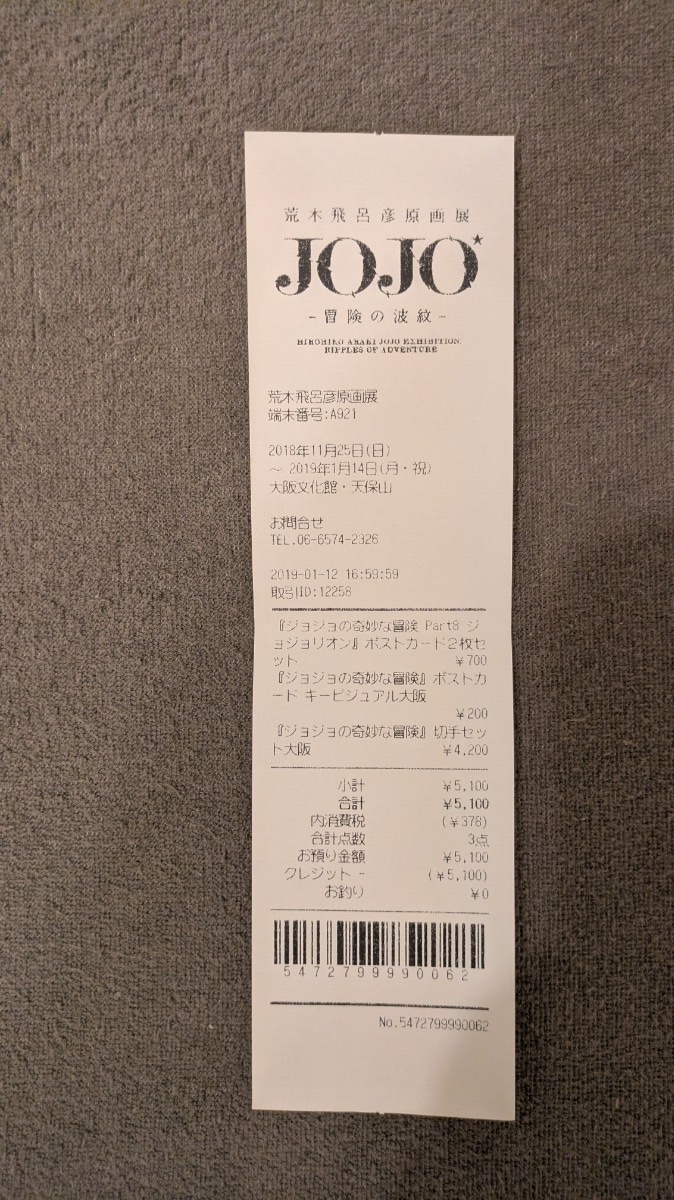 荒木飛呂彦原画展
JOJO★
- 冒険の波紋 -
HIROHIKO ARAKI JOJO EXHIBITION:
RIPPLES OF ADVENTURE
荒木飛呂彦原画展
端末番号:A921
2018年11月25日(日)
～ 2019年1月14日(月・祝)
大阪文化館・天保山
お問合せ
TEL.06-6574-2326
2019-01-12 16:59:59
取引ID:12258
『ジョジョの奇妙な冒険 Part8 ジ
ョジョリオン』ポストカード2枚セ
ット ￥700
『ジョジョの奇妙な冒険』ポストカ
ード キービジュアル大阪
￥200
『ジョジョの奇妙な冒険』切手セッ
ト大阪 ￥4,200
小計 ￥5,100
合計 ￥5,100
内消費税 (￥378)
合計点数 3点
お預り金額 ￥5,100
クレジット - (￥5,100)
お釣り ￥0
5472799990062
No.5472799990062